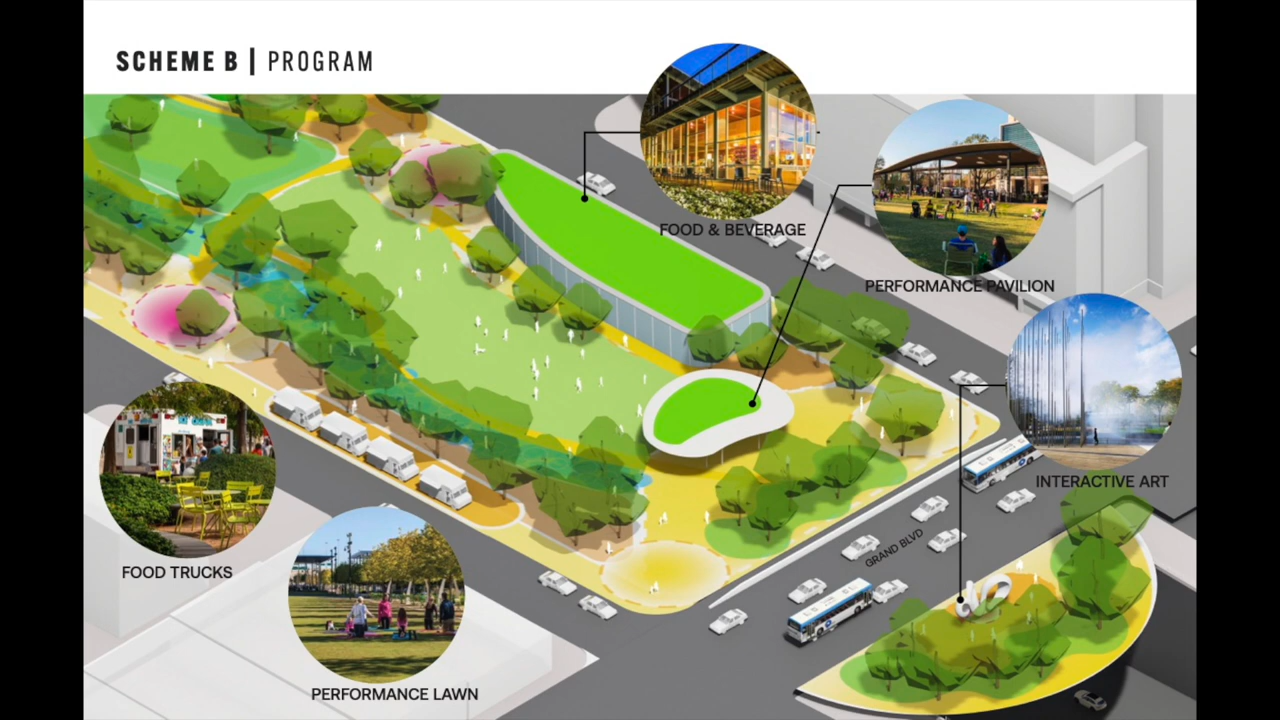 SCHEME B | PROGRAM
FOOD & BEVERAGE
PERFORMANCE PAVILION
INTERACTIVE ART
GRAND BLVD
FOOD TRUCKS
PERFORMANCE LAWN